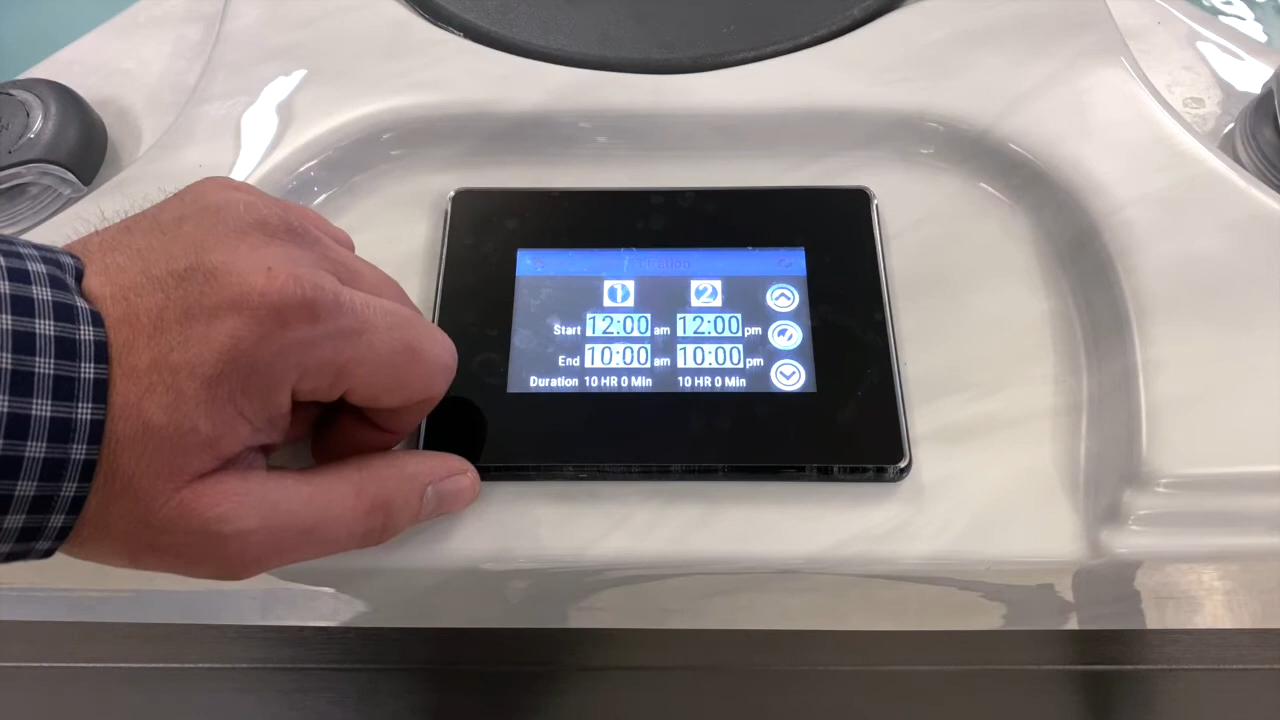 Filtration
1 2
Start 12:00 am 12:00 pm
End 10:00 am 10:00 pm
Duration 10 HR 0 Min 10 HR 0 Min